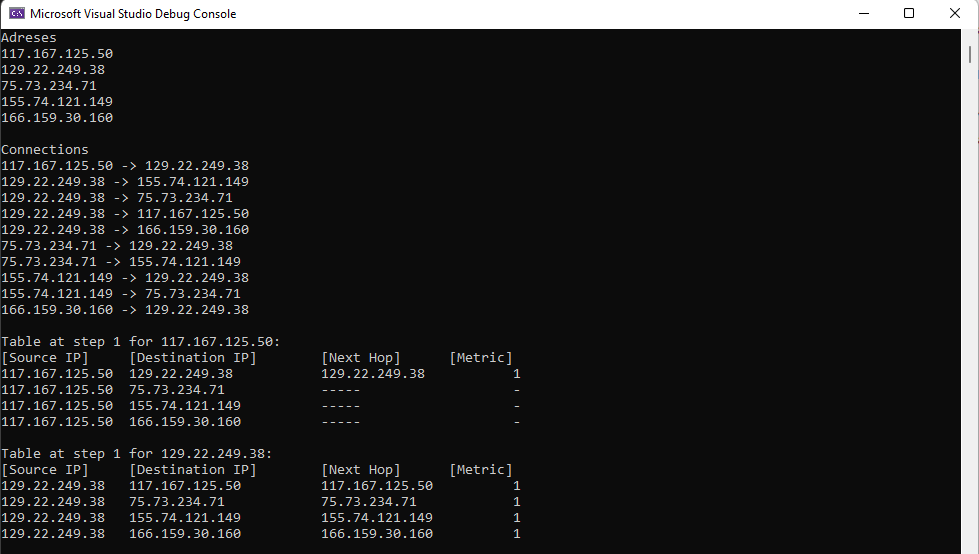 Microsoft Visual Studio Debug Console
Adreses
117.167.125.50
129.22.249.38
75.73.234.71
155.74.121.149
166.159.30.160
Connections
117.167.125.50 -> 129.22.249.38
129.22.249.38 -> 155.74.121.149
129.22.249.38 -> 75.73.234.71
129.22.249.38 -> 117.167.125.50
129.22.249.38 -> 166.159.30.160
75.73.234.71 -> 129.22.249.38
75.73.234.71 -> 155.74.121.149
155.74.121.149 -> 129.22.249.38
155.74.121.149 -> 75.73.234.71
166.159.30.160 -> 129.22.249.38
Table at step 1 for 117.167.125.50:
[Source IP]     [Destination IP]        [Next Hop]      [Metric]
117.167.125.50  129.22.249.38           129.22.249.38           1
117.167.125.50  75.73.234.71            -----                   -
117.167.125.50  155.74.121.149          -----                   -
117.167.125.50  166.159.30.160          -----                   -
Table at step 1 for 129.22.249.38:
[Source IP]     [Destination IP]        [Next Hop]      [Metric]
129.22.249.38   117.167.125.50          117.167.125.50          1
129.22.249.38   75.73.234.71            75.73.234.71            1
129.22.249.38   155.74.121.149          155.74.121.149          1
129.22.249.38   166.159.30.160          166.159.30.160          1